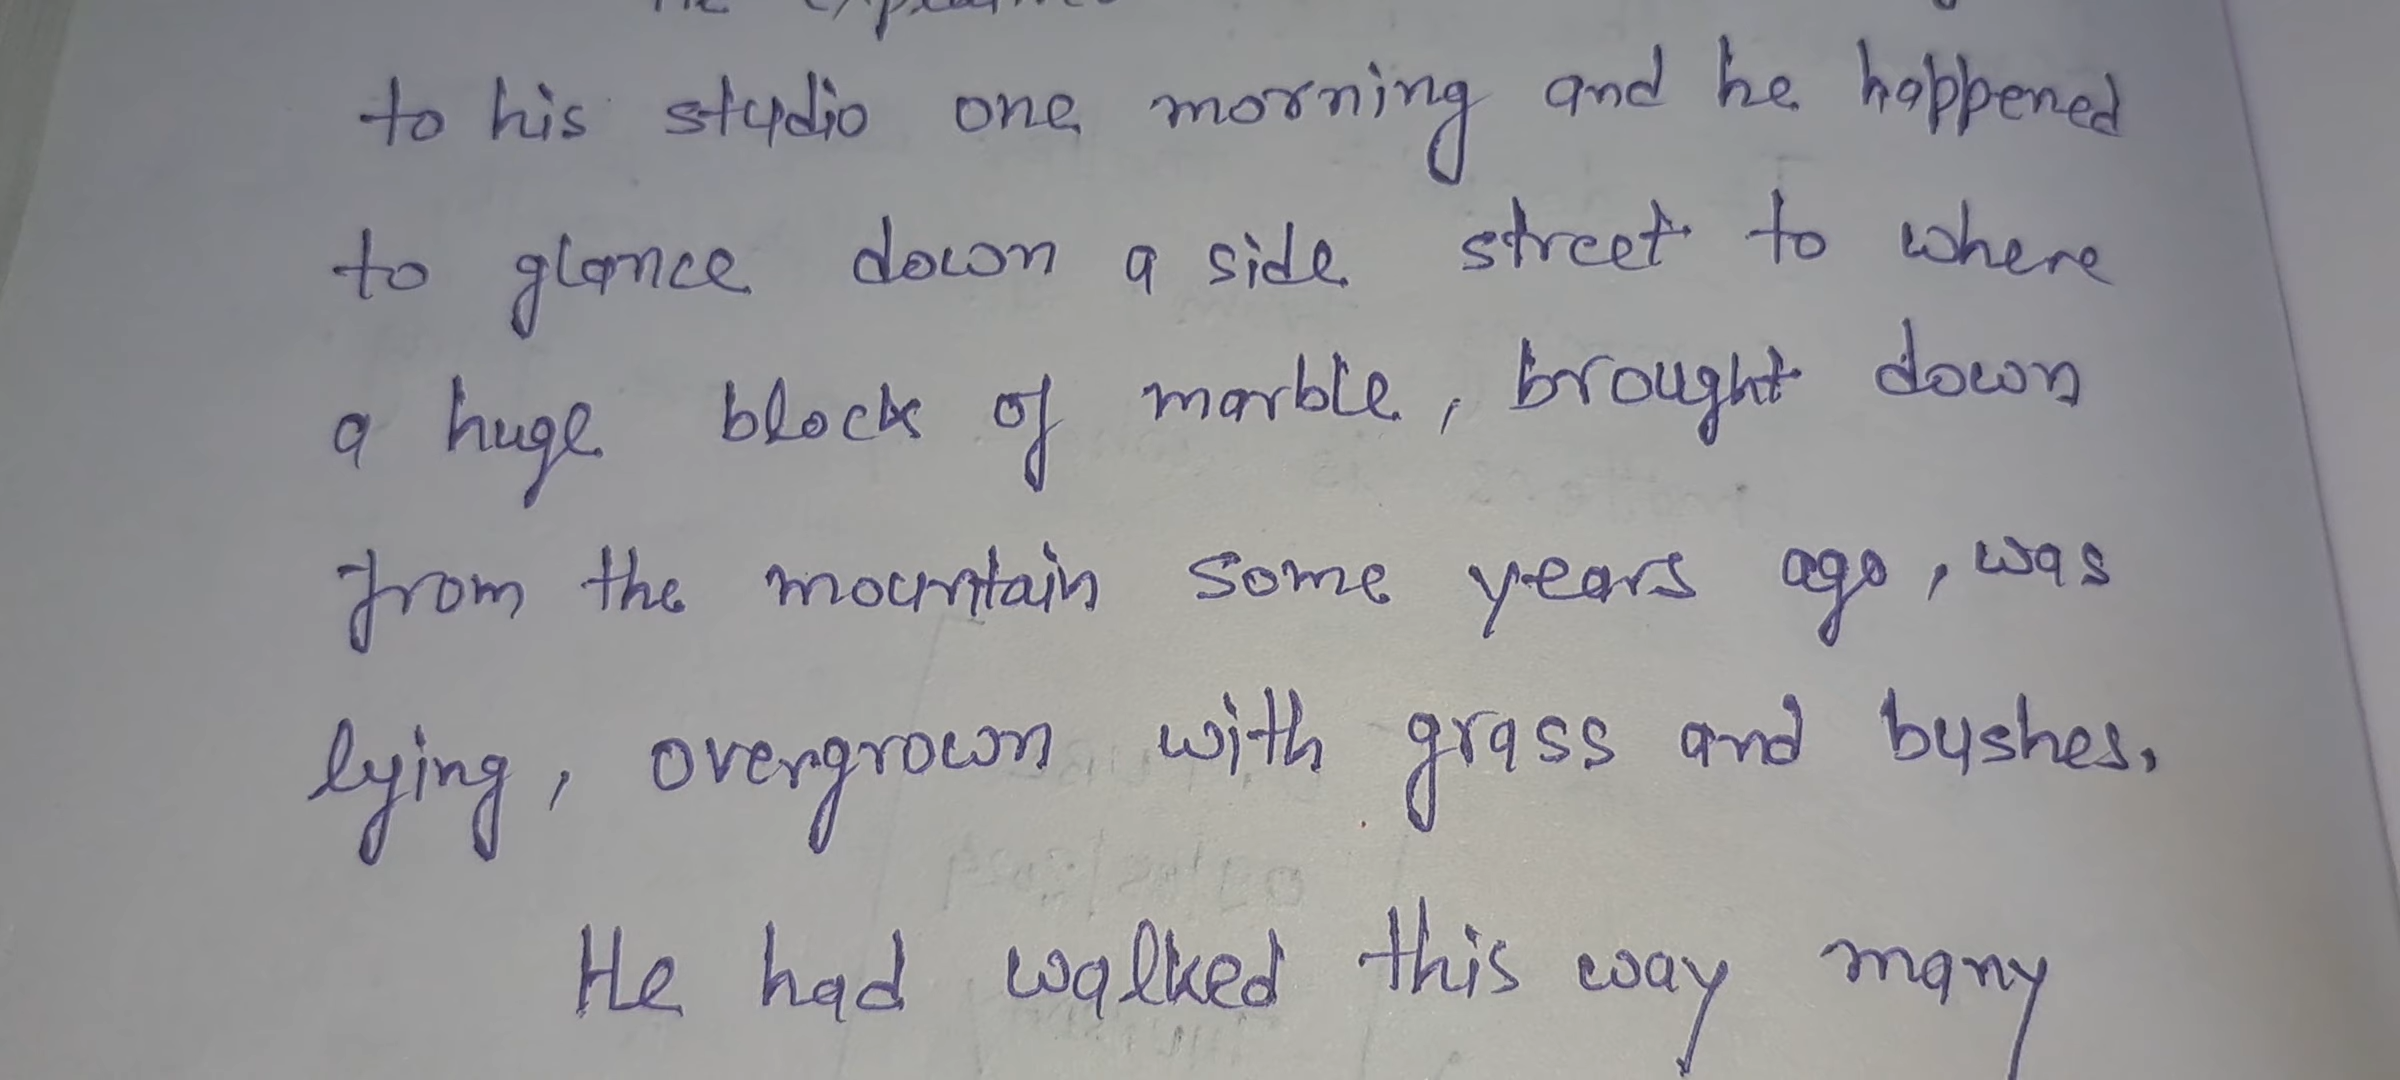 to his studio one morning and he happened
to glance down a side street to where
a huge block of marble, brought down
from the mountain some years ago, was
lying, overgrown with grass and bushes.
He had walked this way many